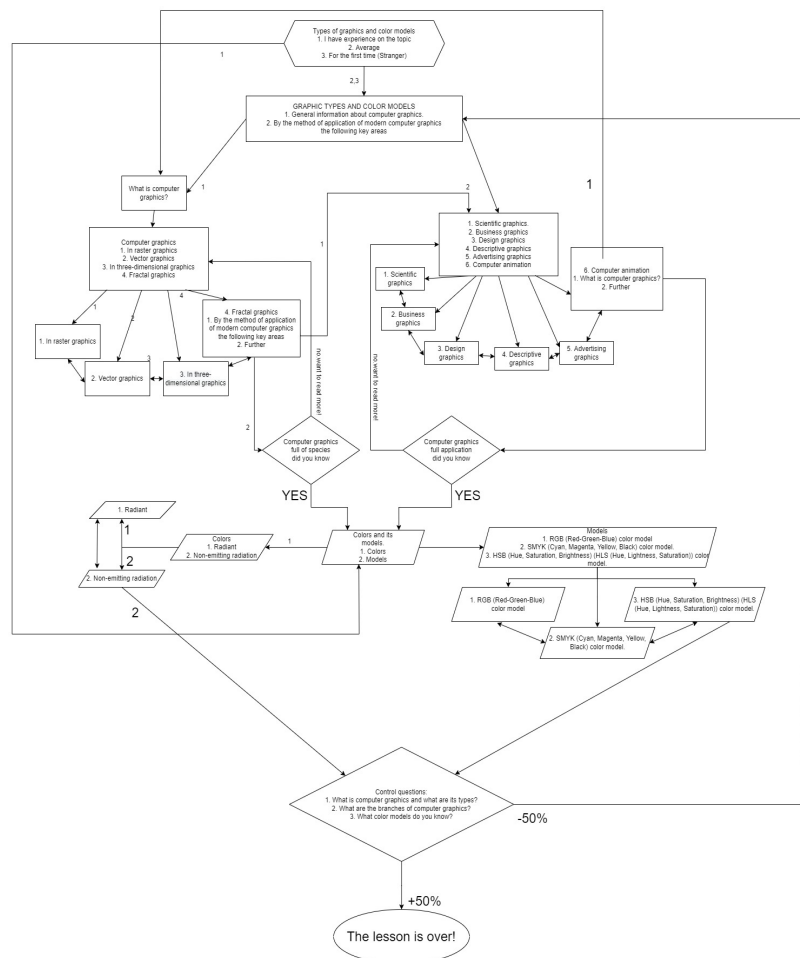 Types of graphics and color models
1. I have experience on the topic
2. Average
3. For the first time (Stranger)
1
2,3
GRAPHIC TYPES AND COLOR MODELS
1. General information about computer graphics.
2. By the method of application of modern computer graphics
the following key areas
1
What is computer
graphics?
2
1
1
Computer graphics
1. In raster graphics
2. Vector graphics
3. In three-dimensional graphics
4. Fractal graphics
1. Scientific graphics.
2. Business graphics
3. Design graphics
4. Descriptive graphics
5. Advertising graphics
6. Computer animation
6. Computer animation
1. What is computer graphics?
2. Further
1. Scientific
graphics
1
2
4
4. Fractal graphics
1. By the method of application
of modern computer graphics
the following key areas
2. Further
2. Business
graphics
1. In raster graphics
3
2. Vector graphics
3. In three-
dimensional graphics
3. Design
graphics
4. Descriptive
graphics
5. Advertising
graphics
no want to read more!
no want to read more!
2
Computer graphics
full of species
did you know
Computer graphics
full application
did you know
YES
YES
1. Radiant
1
2
2. Non-emitting radiation
Colors
1. Radiant
2. Non-emitting radiation
1
Colors and its
models.
1. Colors
2. Models
Models
1. RGB (Red-Green-Blue) color model
2. SMYK (Cyan, Magenta, Yellow, Black) color model.
3. HSB (Hue, Saturation, Brightness) (HLS (Hue, Lightness, Saturation)) color
model.
1. RGB (Red-Green-Blue)
color model
3. HSB (Hue, Saturation, Brightness) (HLS
(Hue, Lightness, Saturation)) color model.
2. SMYK (Cyan, Magenta, Yellow,
Black) color model.
2
Control questions:
1. What is computer graphics and what are its types?
2. What are the branches of computer graphics?
3. What color models do you know?
-50%
+50%
The lesson is over!